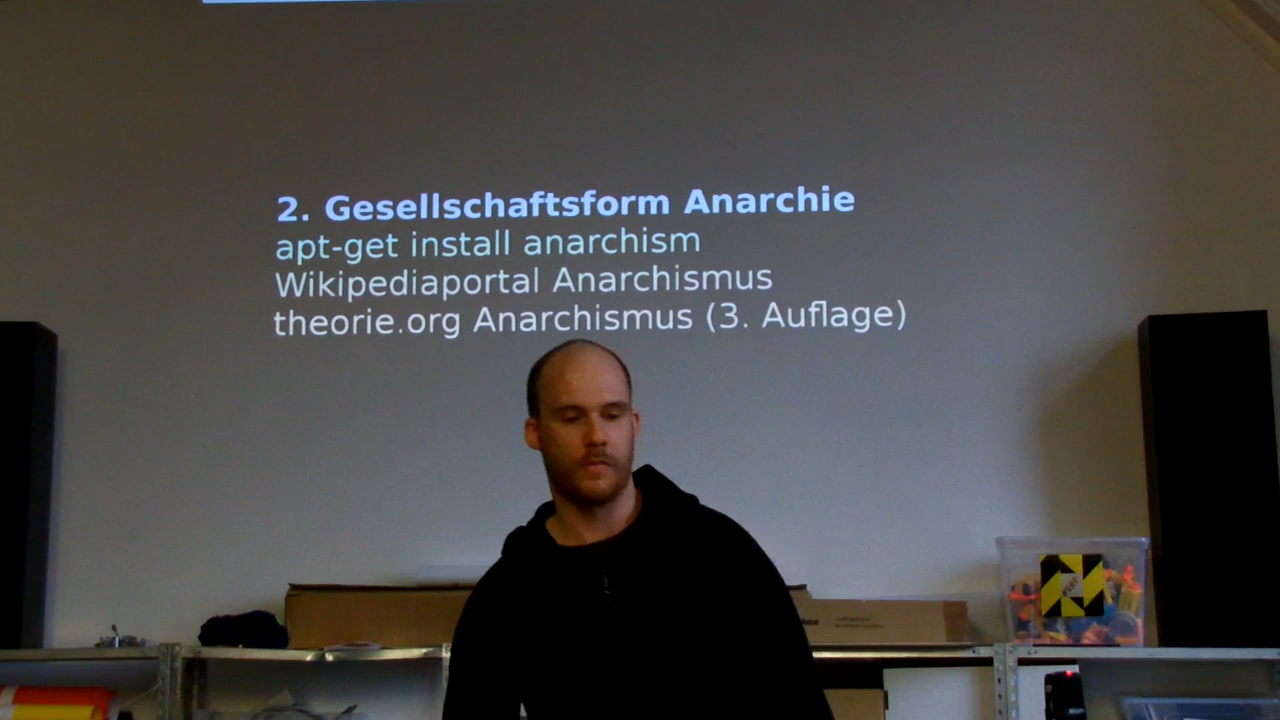 2. Gesellschaftsform Anarchie
apt-get install anarchism
Wikipediaportal Anarchismus
theorie.org Anarchismus (3. Auflage)